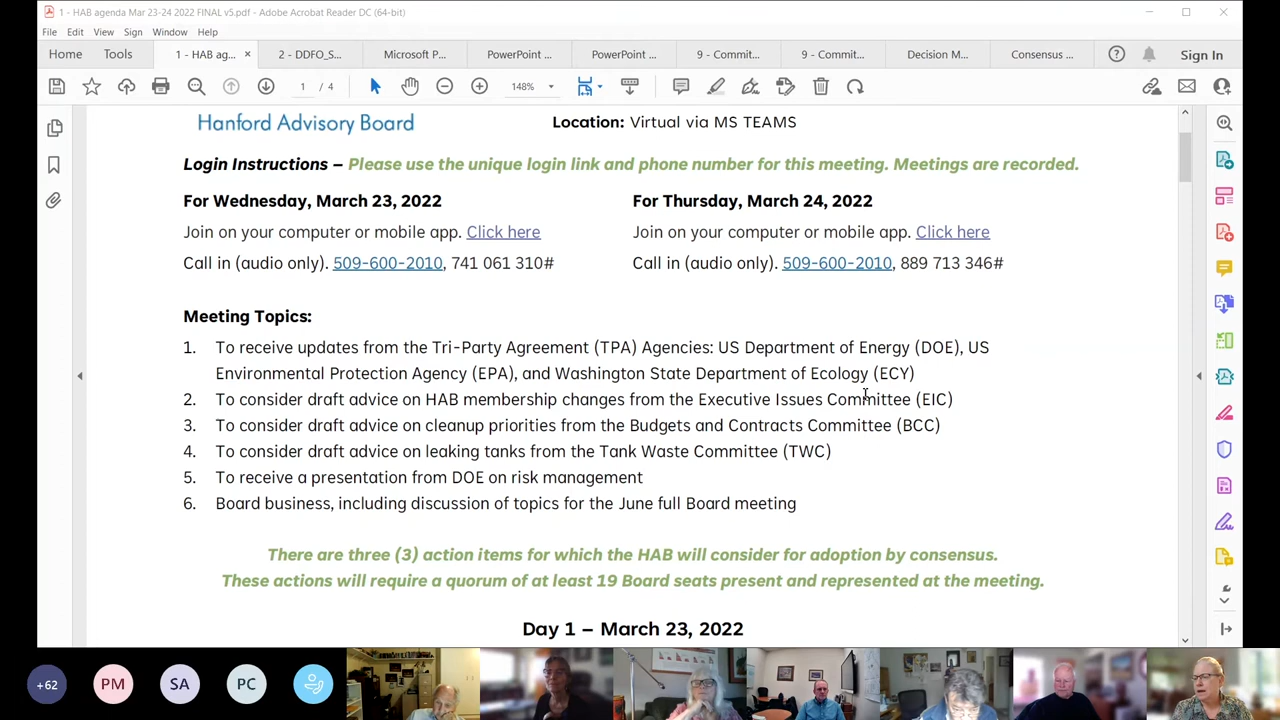 1 - HAB agenda Mar 23-24 2022 FINAL v5.pdf - Adobe Acrobat Reader DC (64-bit)
File Edit View Sign Window Help
Home Tools 1 - HAB ag... × 2 - DDFO_S... Microsoft P... PowerPoint ... PowerPoint ... 9 - Commit... 9 - Commit... Decision M... Consensus ... Sign In
1 / 4 148%
Hanford Advisory Board Location: Virtual via MS TEAMS
Login Instructions – Please use the unique login link and phone number for this meeting. Meetings are recorded.
For Wednesday, March 23, 2022 For Thursday, March 24, 2022
Join on your computer or mobile app. Click here Join on your computer or mobile app. Click here
Call in (audio only). 509-600-2010, 741 061 310# Call in (audio only). 509-600-2010, 889 713 346#
Meeting Topics:
1. To receive updates from the Tri-Party Agreement (TPA) Agencies: US Department of Energy (DOE), US
Environmental Protection Agency (EPA), and Washington State Department of Ecology (ECY)
2. To consider draft advice on HAB membership changes from the Executive Issues Committee (EIC)
3. To consider draft advice on cleanup priorities from the Budgets and Contracts Committee (BCC)
4. To consider draft advice on leaking tanks from the Tank Waste Committee (TWC)
5. To receive a presentation from DOE on risk management
6. Board business, including discussion of topics for the June full Board meeting
There are three (3) action items for which the HAB will consider for adoption by consensus.
These actions will require a quorum of at least 19 Board seats present and represented at the meeting.
Day 1 – March 23, 2022
+62 PM SA PC